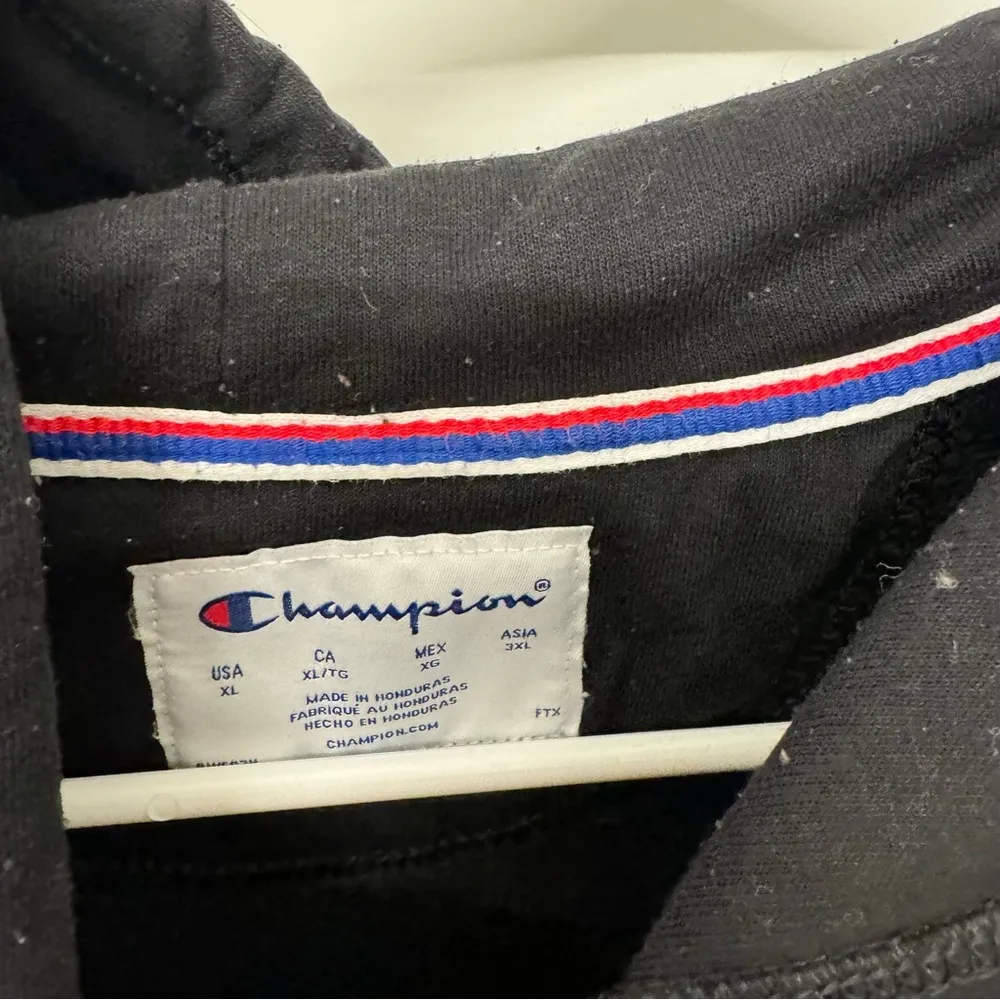 Champion®
USA CA MEX ASIA
XL XL/TG XG 3XL
MADE IN HONDURAS
FABRIQUÉ AU HONDURAS
HECHO EN HONDURAS
FTX
CHAMPION.COM